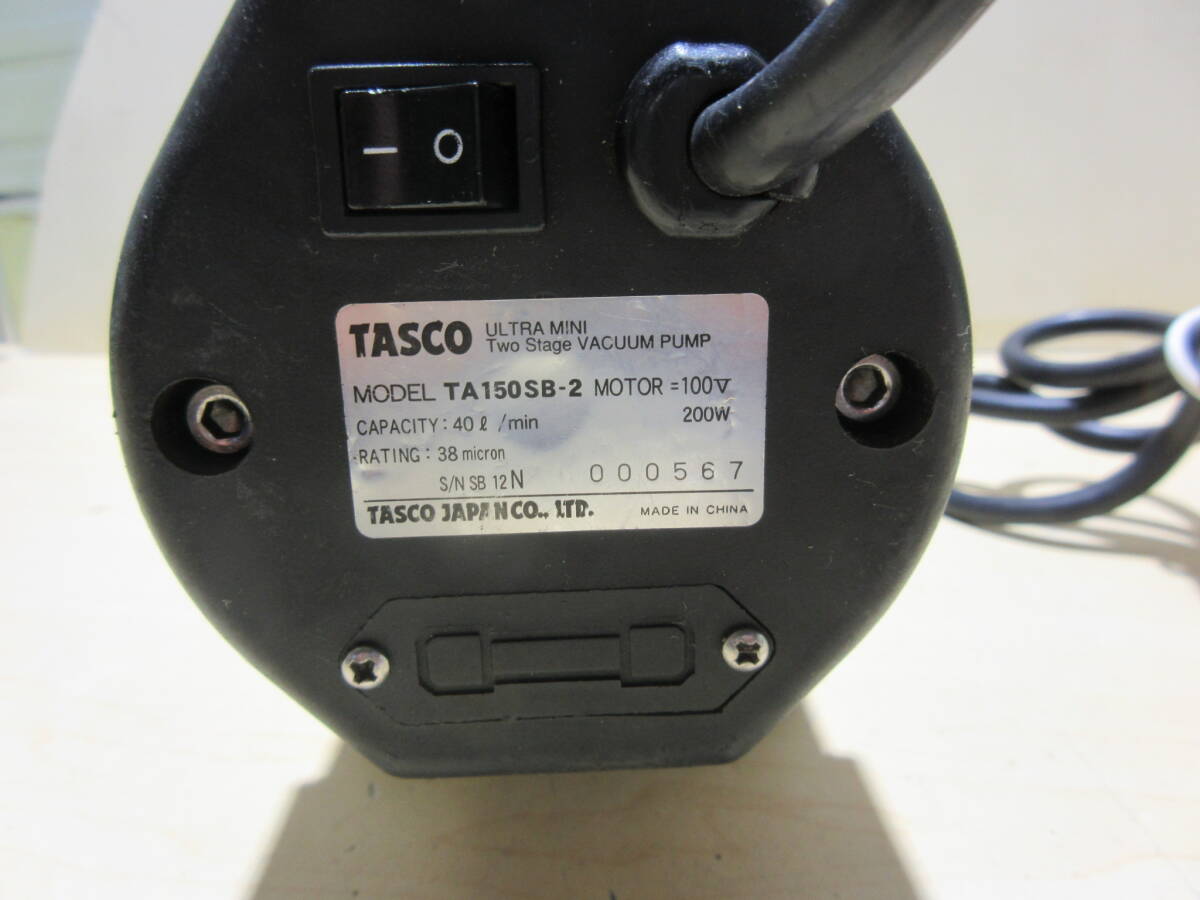 — O
TASCO ULTRA MINI
Two Stage VACUUM PUMP
MODEL TA150SB-2 MOTOR =100V
CAPACITY : 40 ℓ /min 200W
RATING : 38 micron
S/N SB 12N 000567
TASCO JAPAN CO., LTD. MADE IN CHINA